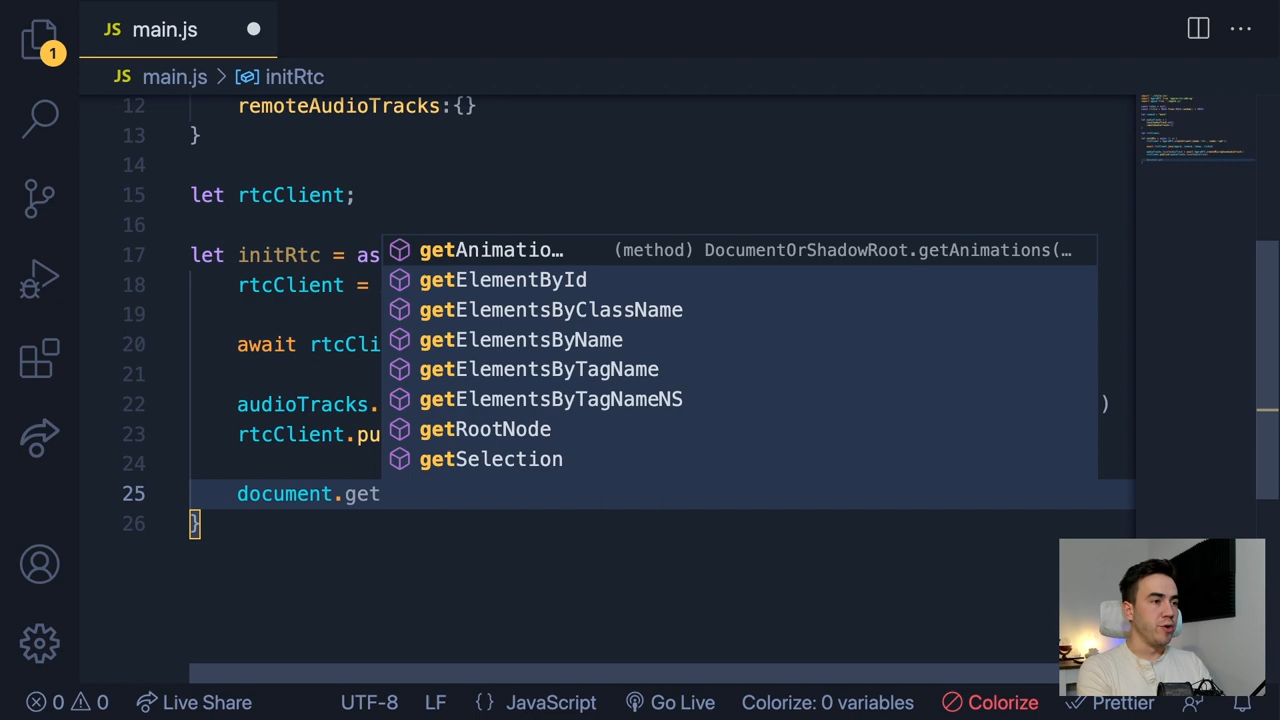 JS main.js
JS main.js > initRtc
1
12 remoteAudioTracks:{}
13 }
14
15 let rtcClient;
16
17 let initRtc = as
getAnimatio… (method) DocumentOrShadowRoot.getAnimations(…
18 rtcClient =
getElementById
19
getElementsByClassName
20 await rtcCli
getElementsByName
21
getElementsByTagName
22 audioTracks. )
getElementsByTagNameNS
23 rtcClient.pu
getRootNode
24
getSelection
25 document.get
26 }
0 0 Live Share UTF-8 LF {} JavaScript Go Live Colorize: 0 variables Colorize Prettier